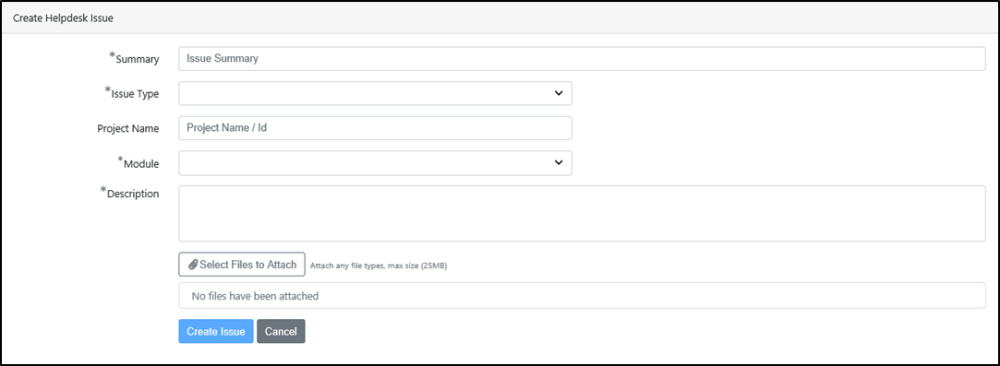 Create Helpdesk Issue
*Summary Issue Summary
*Issue Type
Project Name Project Name / Id
*Module
*Description
Select Files to Attach Attach any file types, max size (25MB)
No files have been attached
Create Issue Cancel